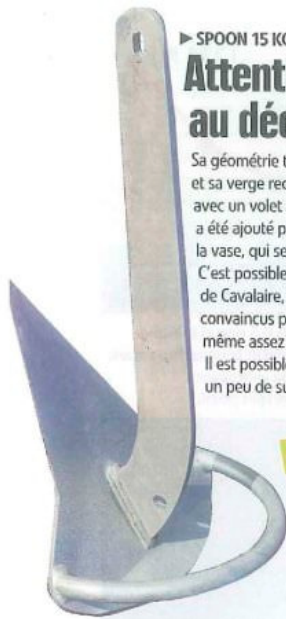 ► SPOON 15 KG
Attent
au déc
Sa géométrie t
et sa verge rec
avec un volet
a été ajouté p
la vase, qui se
C'est possible
de Cavalaire,
convaincus p
même assez
Il est possible
un peu de su